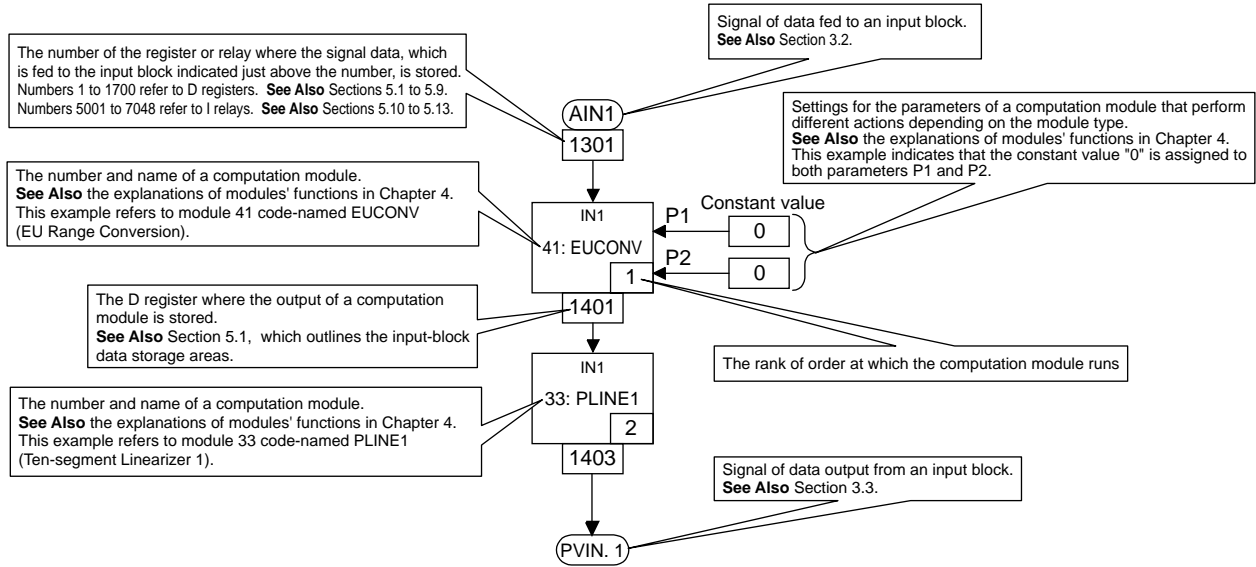 Signal of data fed to an input block.
See Also Section 3.2.
The number of the register or relay where the signal data, which
is fed to the input block indicated just above the number, is stored.
Numbers 1 to 1700 refer to D registers. See Also Sections 5.1 to 5.9.
Numbers 5001 to 7048 refer to I relays. See Also Sections 5.10 to 5.13.
AIN1
1301
Settings for the parameters of a computation module that perform
different actions depending on the module type.
See Also the explanations of modules' functions in Chapter 4.
This example indicates that the constant value "0" is assigned to
both parameters P1 and P2.
The number and name of a computation module.
See Also the explanations of modules' functions in Chapter 4.
This example refers to module 41 code-named EUCONV
(EU Range Conversion).
IN1
41: EUCONV
1
P1
Constant value
0
P2
0
1401
The D register where the output of a computation
module is stored.
See Also Section 5.1, which outlines the input-block
data storage areas.
The rank of order at which the computation module runs
IN1
33: PLINE1
2
1403
The number and name of a computation module.
See Also the explanations of modules' functions in Chapter 4.
This example refers to module 33 code-named PLINE1
(Ten-segment Linearizer 1).
Signal of data output from an input block.
See Also Section 3.3.
PVIN. 1